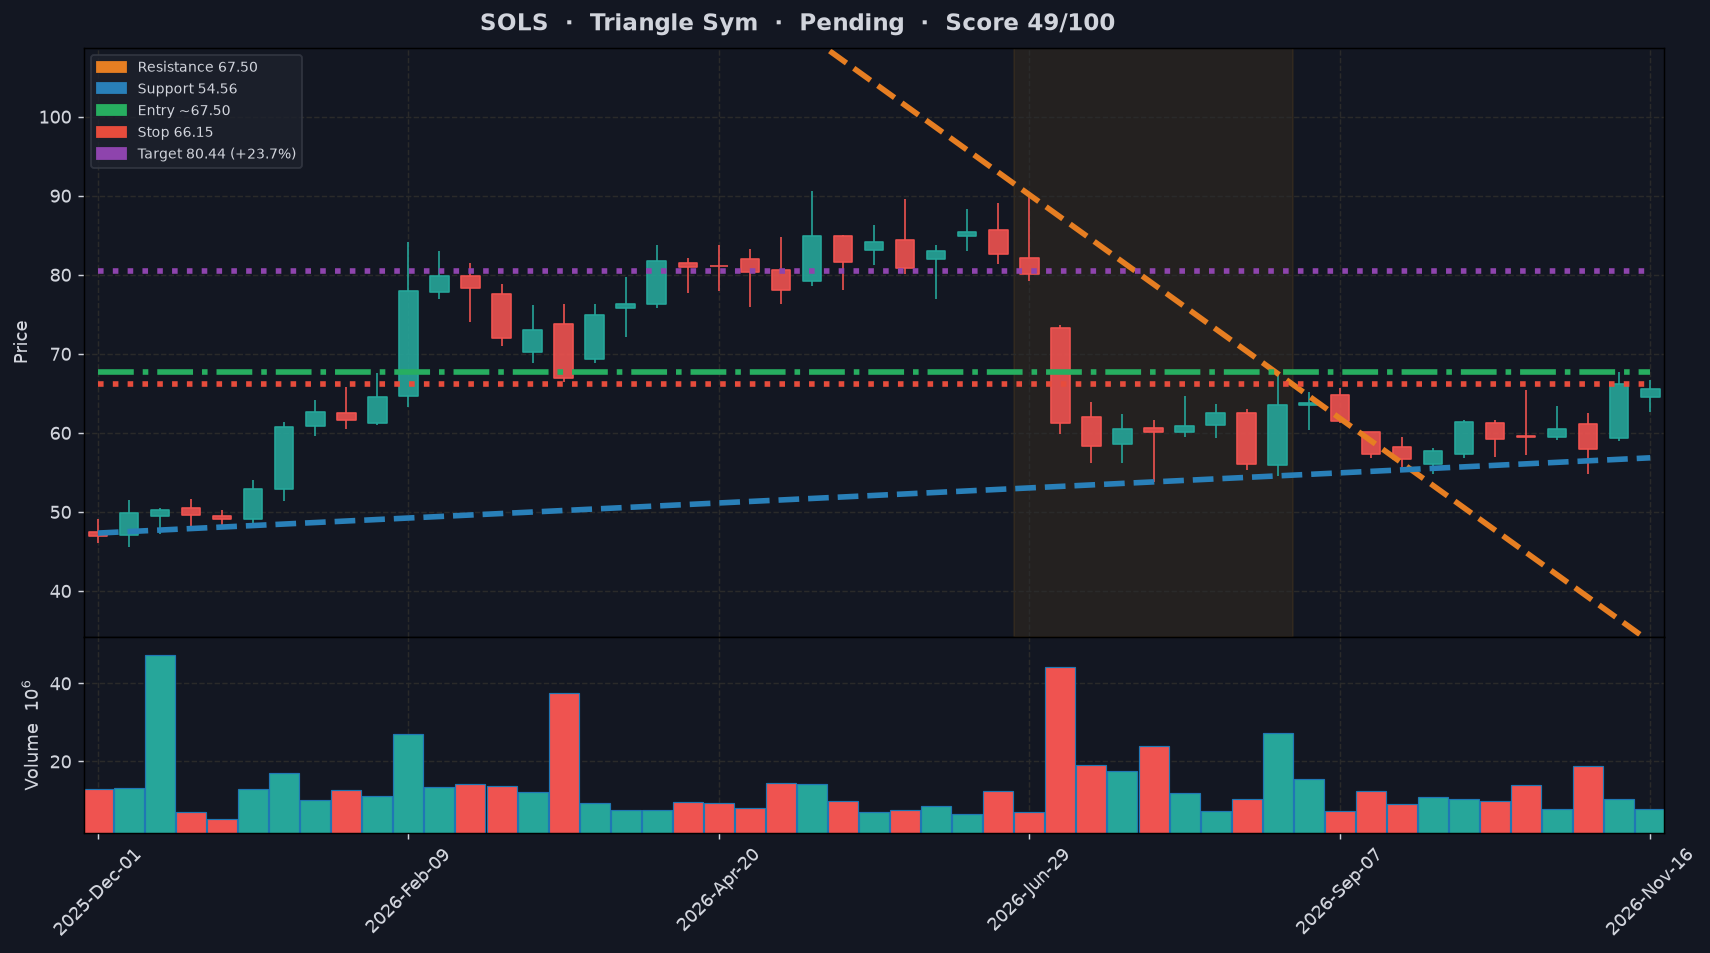 SOLS · Triangle Sym · Pending · Score 49/100
Resistance 67.50
Support 54.56
Entry ~67.50
Stop 66.15
Target 80.44 (+23.7%)
Price
100
90
80
70
60
50
40
Volume 10⁶
40
20
2025-Dec-01
2026-Feb-09
2026-Apr-20
2026-Jun-29
2026-Sep-07
2026-Nov-16